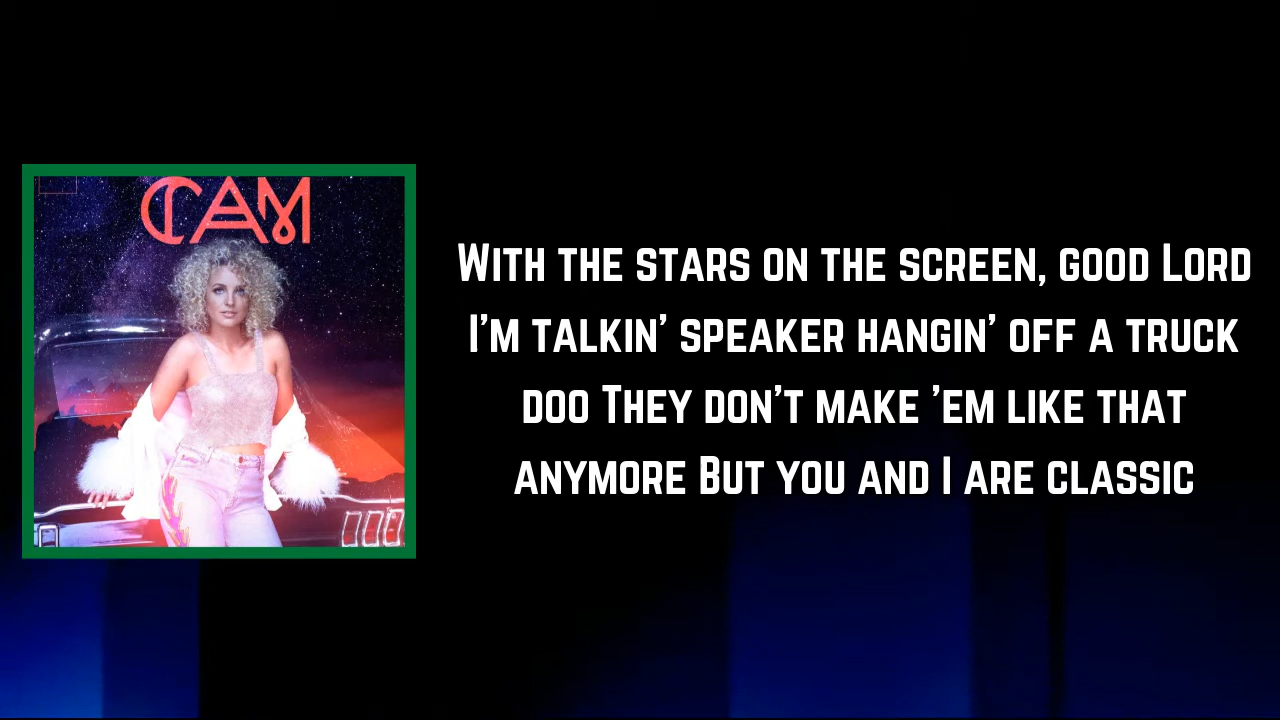 CAM
With the stars on the screen, good Lord
I'm talkin' speaker hangin' off a truck
doo They don't make 'em like that
anymore But you and I are classic